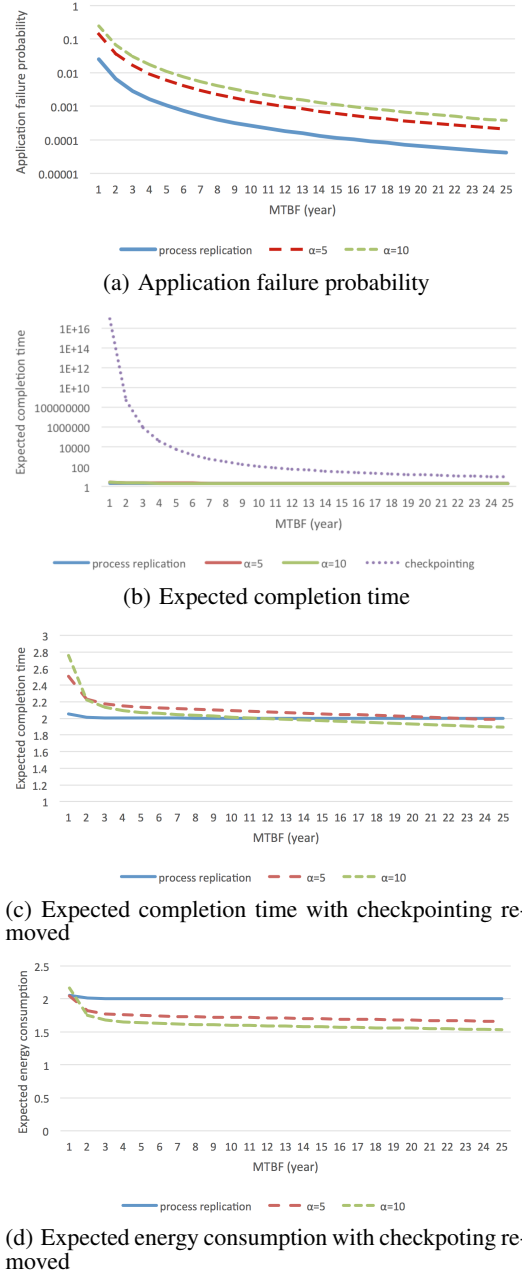 Application failure probability
1
0.1
0.01
0.001
0.0001
0.00001
1 2 3 4 5 6 7 8 9 10 11 12 13 14 15 16 17 18 19 20 21 22 23 24 25
MTBF (year)
process replication α=5 α=10
(a) Application failure probability
Expected completion time
1E+16
1E+14
1E+12
1E+10
100000000
1000000
10000
100
1
1 2 3 4 5 6 7 8 9 10 11 12 13 14 15 16 17 18 19 20 21 22 23 24 25
MTBF (year)
process replication α=5 α=10 checkpointing
(b) Expected completion time
Expected completion time
3
2.8
2.6
2.4
2.2
2
1.8
1.6
1.4
1.2
1
1 2 3 4 5 6 7 8 9 10 11 12 13 14 15 16 17 18 19 20 21 22 23 24 25
MTBF (year)
process replication α=5 α=10
(c) Expected completion time with checkpointing re-
moved
Expected energy consumption
2.5
2
1.5
1
0.5
0
1 2 3 4 5 6 7 8 9 10 11 12 13 14 15 16 17 18 19 20 21 22 23 24 25
MTBF (year)
process replication α=5 α=10
(d) Expected energy consumption with checkpoting re-
moved